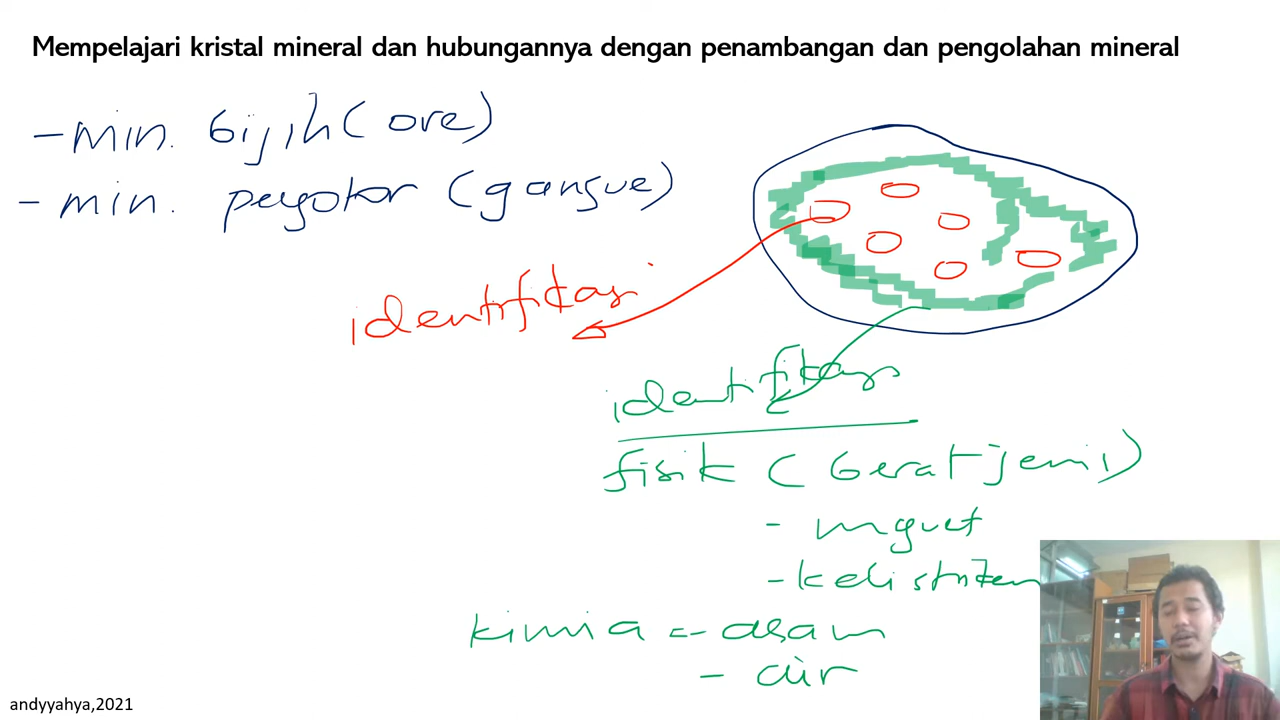 Mempelajari kristal mineral dan hubungannya dengan penambangan dan pengolahan mineral
- min. bijih (ore)
- min. pengotor (gangue)
identifikasi
identifikasi
fisik (berat jenis)
- mgnet
- kelistrikan
kimia = - asam
- air
andyyahya,2021